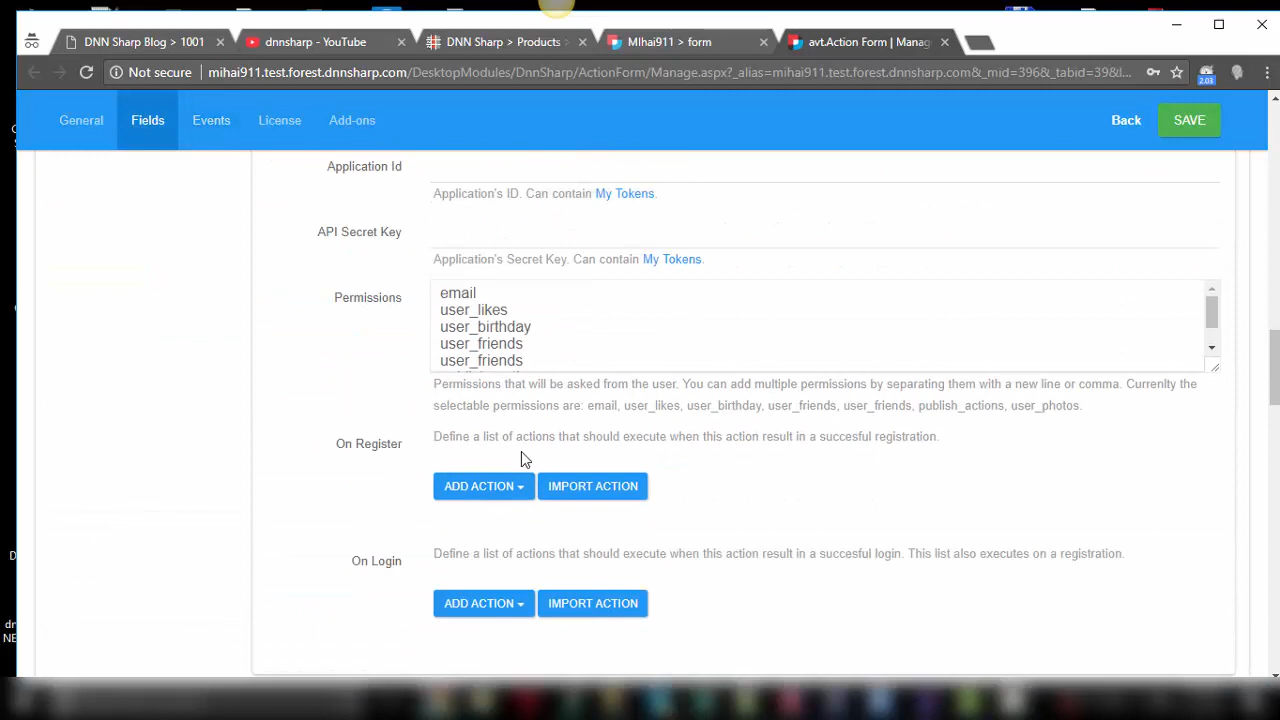 DNN Sharp Blog > 1001
dnnsharp - YouTube
DNN Sharp > Products >
MIhai911 > form
avt.Action Form | Manag
Not secure
mihai911.test.forest.dnnsharp.com/DesktopModules/DnnSharp/ActionForm/Manage.aspx?_alias=mihai911.test.forest.dnnsharp.com&_mid=396&_tabid=39&l...
2.03
General
Fields
Events
License
Add-ons
Back
SAVE
Application Id
Application's ID. Can contain My Tokens.
API Secret Key
Application's Secret Key. Can contain My Tokens.
Permissions
email
user_likes
user_birthday
user_friends
user_friends
Permissions that will be asked from the user. You can add multiple permissions by separating them with a new line or comma. Currenlty the
selectable permissions are: email, user_likes, user_birthday, user_friends, user_friends, publish_actions, user_photos.
On Register
Define a list of actions that should execute when this action result in a succesful registration.
ADD ACTION
IMPORT ACTION
On Login
Define a list of actions that should execute when this action result in a succesful login. This list also executes on a registration.
ADD ACTION
IMPORT ACTION